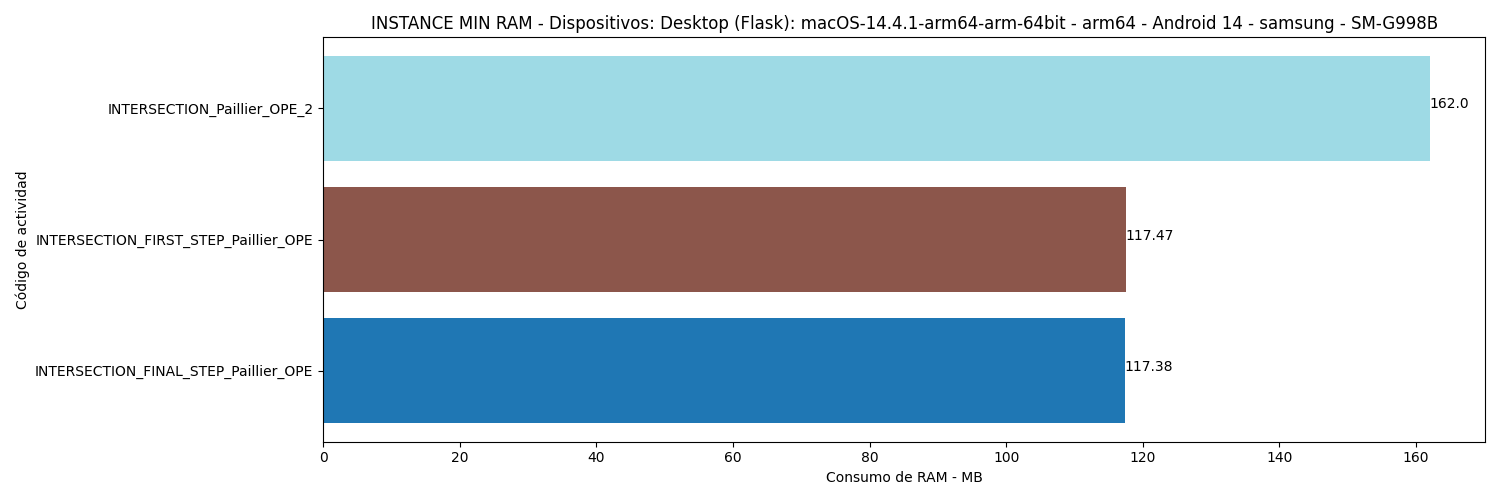 INSTANCE MIN RAM - Dispositivos: Desktop (Flask): macOS-14.4.1-arm64-arm-64bit - arm64 - Android 14 - samsung - SM-G998B
Código de actividad
INTERSECTION_Paillier_OPE_2
162.0
INTERSECTION_FIRST_STEP_Paillier_OPE
117.47
INTERSECTION_FINAL_STEP_Paillier_OPE
117.38
0 20 40 60 80 100 120 140 160
Consumo de RAM - MB